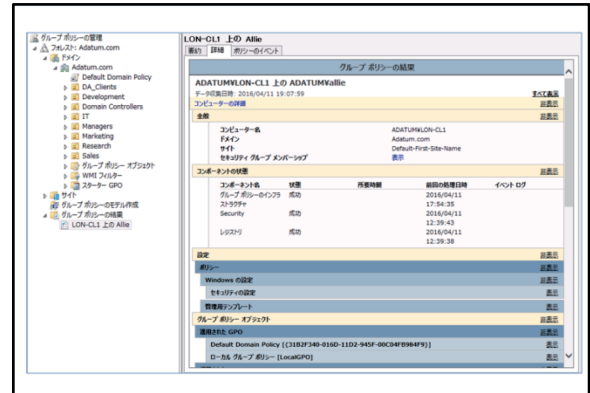 グループ ポリシーの管理
フォレスト: Adatum.com
ドメイン
Adatum.com
Default Domain Policy
DA_Clients
Development
Domain Controllers
IT
Managers
Marketing
Research
Sales
グループ ポリシー オブジェクト
WMI フィルター
スターター GPO
サイト
グループ ポリシーのモデル作成
グループ ポリシーの結果
LON-CL1 上の Allie
LON-CL1 上の Allie
要約 詳細 ポリシーのイベント
グループ ポリシーの結果
ADATUM¥LON-CL1 上の ADATUM¥allie
データ収集日時: 2016/04/11 19:07:59 すべて表示
コンピューターの詳細 非表示
全般 非表示
コンピューター名 ADATUM¥LON-CL1
ドメイン Adatum.com
サイト Default-First-Site-Name
セキュリティ グループ メンバーシップ 表示
コンポーネントの状態 非表示
コンポーネント名 状態 所要時間 前回の処理日時 イベント ログ
グループ ポリシーのインフラ 成功 2016/04/11
ストラクチャ 17:54:35
Security 成功 2016/04/11
12:39:43
レジストリ 成功 2016/04/11
12:39:38
設定 非表示
ポリシー 非表示
Windows の設定 非表示
セキュリティの設定 表示
管理用テンプレート 表示
グループ ポリシー オブジェクト 非表示
適用された GPO 非表示
Default Domain Policy [{31B2F340-016D-11D2-945F-00C04FB984F9}] 表示
ローカル グループ ポリシー [LocalGPO] 表示